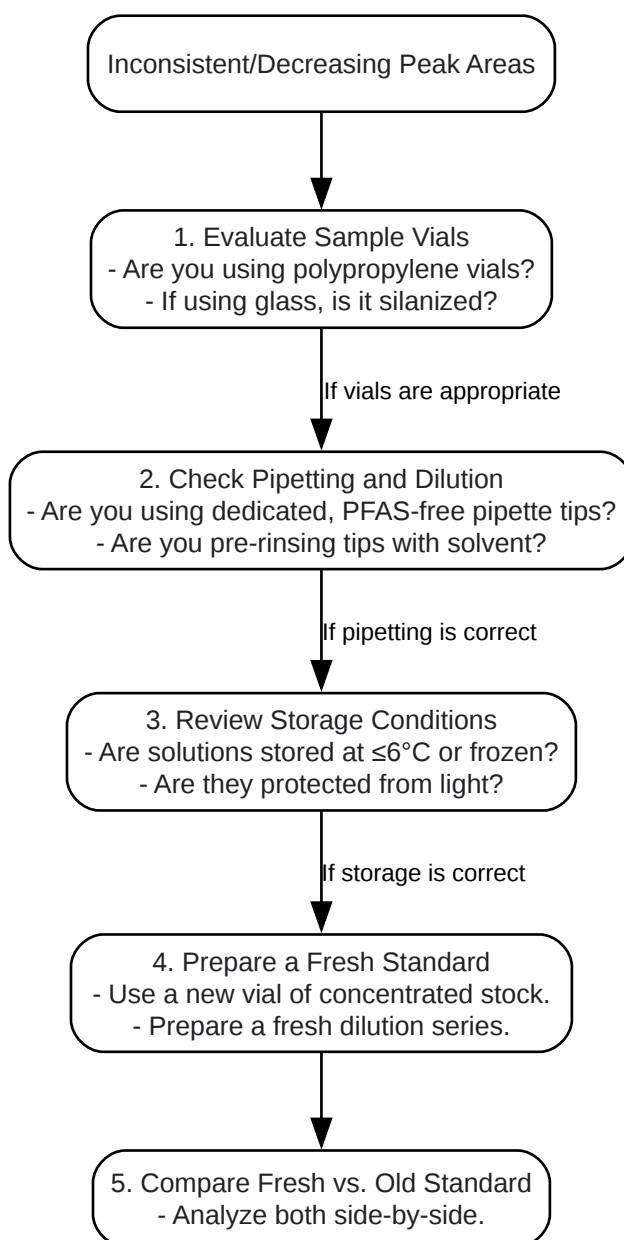 Inconsistent/Decreasing Peak Areas
1. Evaluate Sample Vials
- Are you using polypropylene vials?
- If using glass, is it silanized?
If vials are appropriate
2. Check Pipetting and Dilution
- Are you using dedicated, PFAS-free pipette tips?
- Are you pre-rinsing tips with solvent?
If pipetting is correct
3. Review Storage Conditions
- Are solutions stored at ≤6°C or frozen?
- Are they protected from light?
If storage is correct
4. Prepare a Fresh Standard
- Use a new vial of concentrated stock.
- Prepare a fresh dilution series.
5. Compare Fresh vs. Old Standard
- Analyze both side-by-side.